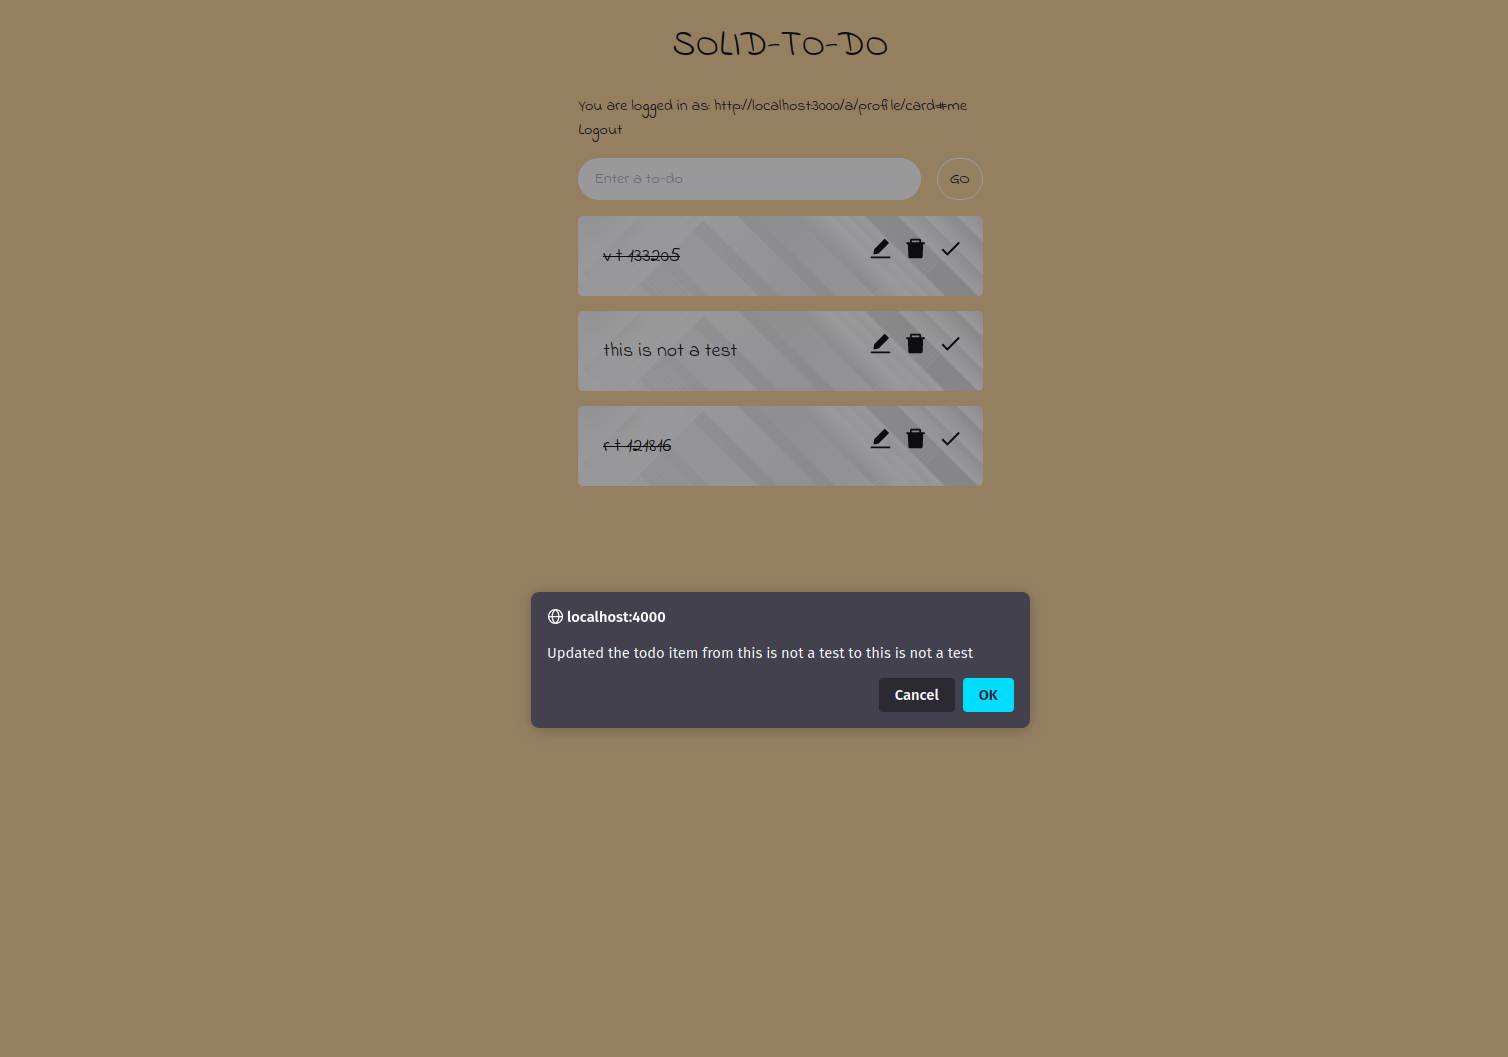 SOLID-TO-DO
You are logged in as: http://localhost:3000/a/profile/card#me
Logout
Enter a to-do
GO
v t 133205
this is not a test
r t 121816
localhost:4000
Updated the todo item from this is not a test to this is not a test
Cancel
OK